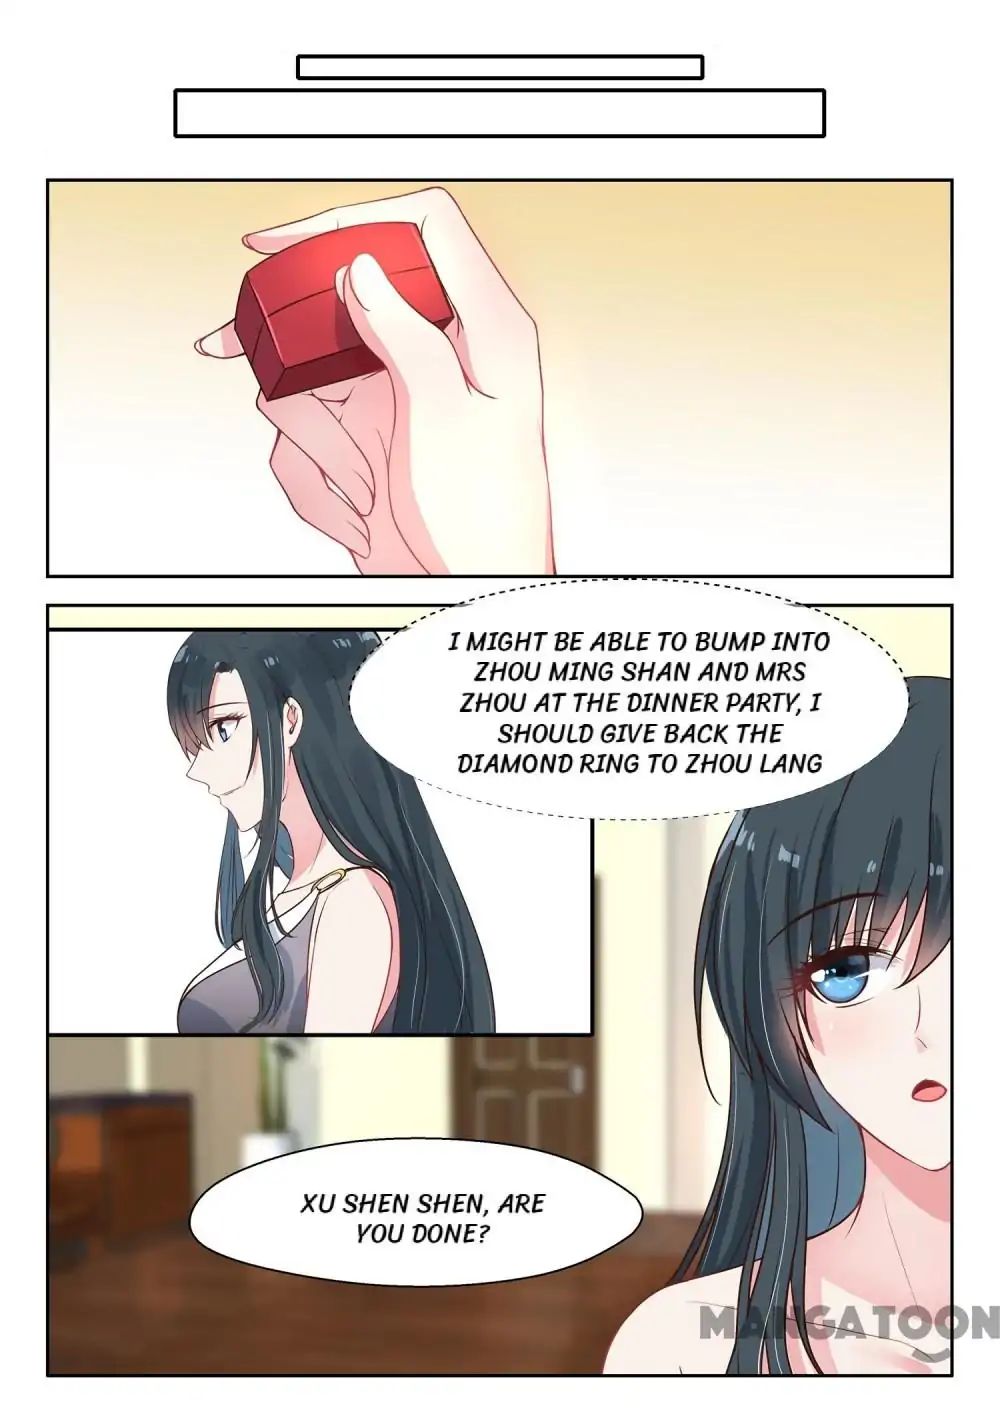 I MIGHT BE ABLE TO BUMP INTO
ZHOU MING SHAN AND MRS
ZHOU AT THE DINNER PARTY, I
SHOULD GIVE BACK THE
DIAMOND RING TO ZHOU LANG
XU SHEN SHEN, ARE
YOU DONE?
MANGATOON